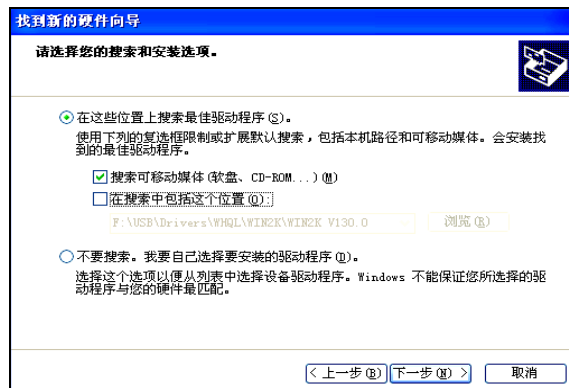 找到新的硬件向导
请选择您的搜索和安装选项。
在这些位置上搜索最佳驱动程序(S)。
使用下列的复选框限制或扩展默认搜索，包括本机路径和可移动媒体。会安装找
到的最佳驱动程序。
搜索可移动媒体(软盘、CD-ROM...)(M)
在搜索中包括这个位置(O):
F:\USB\Drivers\WHQL\WIN2K\WIN2K V130.0
浏览(R)
不要搜索。我要自己选择要安装的驱动程序(D)。
选择这个选项以便从列表中选择设备驱动程序。Windows 不能保证您所选择的驱
动程序与您的硬件最匹配。
< 上一步(B)
下一步(N) >
取消